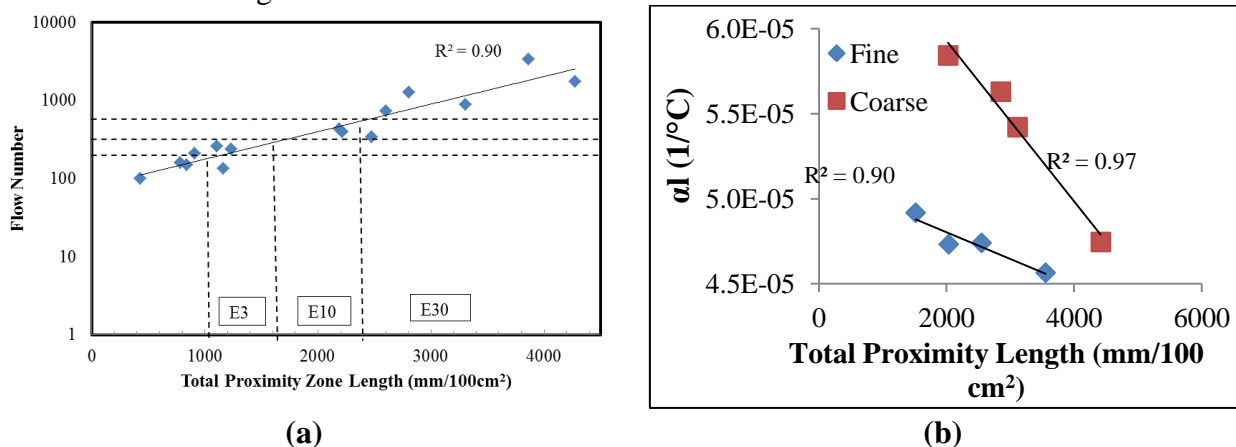 10000
1000
100
10
1
Flow Number
R² = 0.90
E3
E10
E30
0
1000
2000
3000
4000
Total Proximity Zone Length (mm/100cm²)
(a)
6.0E-05
5.5E-05
5.0E-05
4.5E-05
αl (1/°C)
Fine
Coarse
R² = 0.90
R² = 0.97
0
2000
4000
6000
Total Proximity Length (mm/100
cm²)
(b)